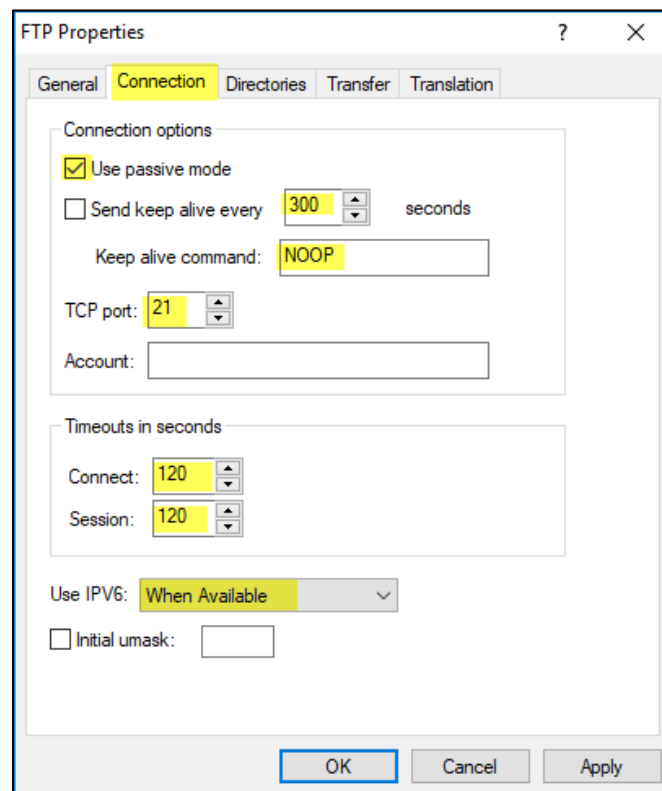 FTP Properties ?
General Connection Directories Transfer Translation
Connection options
Use passive mode
Send keep alive every 300 seconds
Keep alive command: NOOP
TCP port: 21
Account:
Timeouts in seconds
Connect: 120
Session: 120
Use IPV6: When Available
Initial umask:
OK Cancel Apply